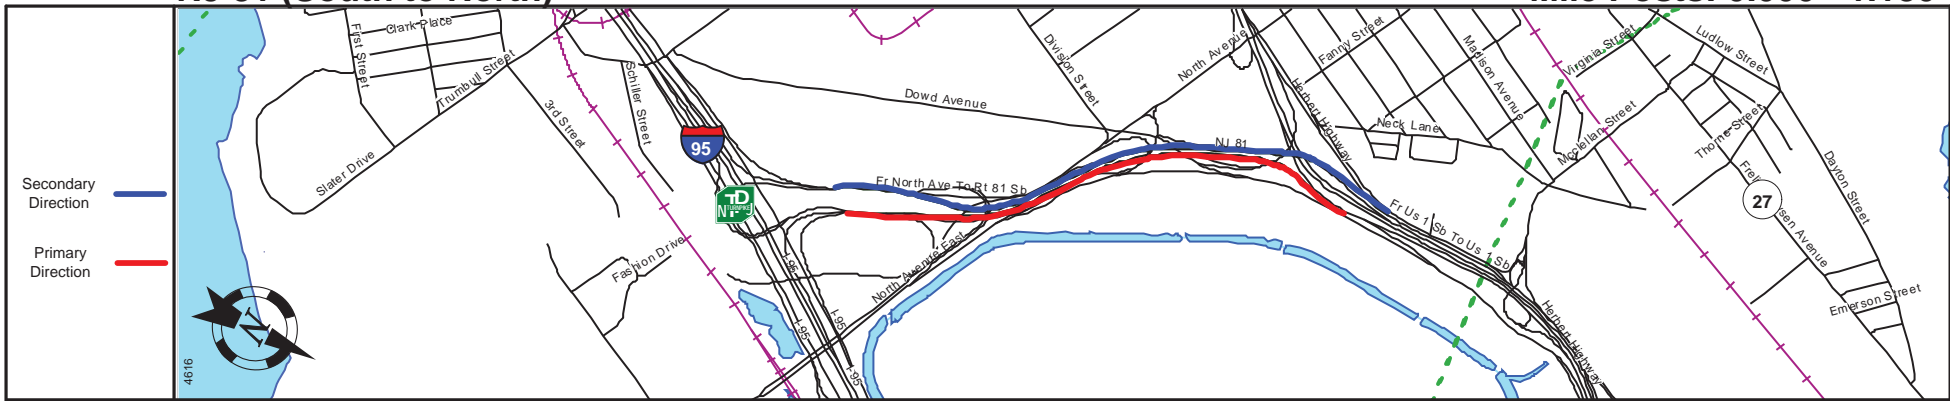 Secondary
Direction
Primary
Direction
4616
N
First Street
Clark Place
Trumbull Street
Slater Drive
3rd Street
Schiller Street
Fashion Drive
95
TURNPIKE
I-95
I-95
I-95
I-95
Dowd Avenue
Division Street
North Avenue
Fr North Ave To Rt 81 Sb
North Avenue East
NJ 81
Herbert Highway
Fanny Street
Neck Lane
Madison Avenue
Virginia Street
Mcclellan Street
Ludlow Street
Thorne Street
27
Dayton Street
Emerson Street
Fr Us 1 Sb To Us 1 Sb
Herbert Highway
Avenue